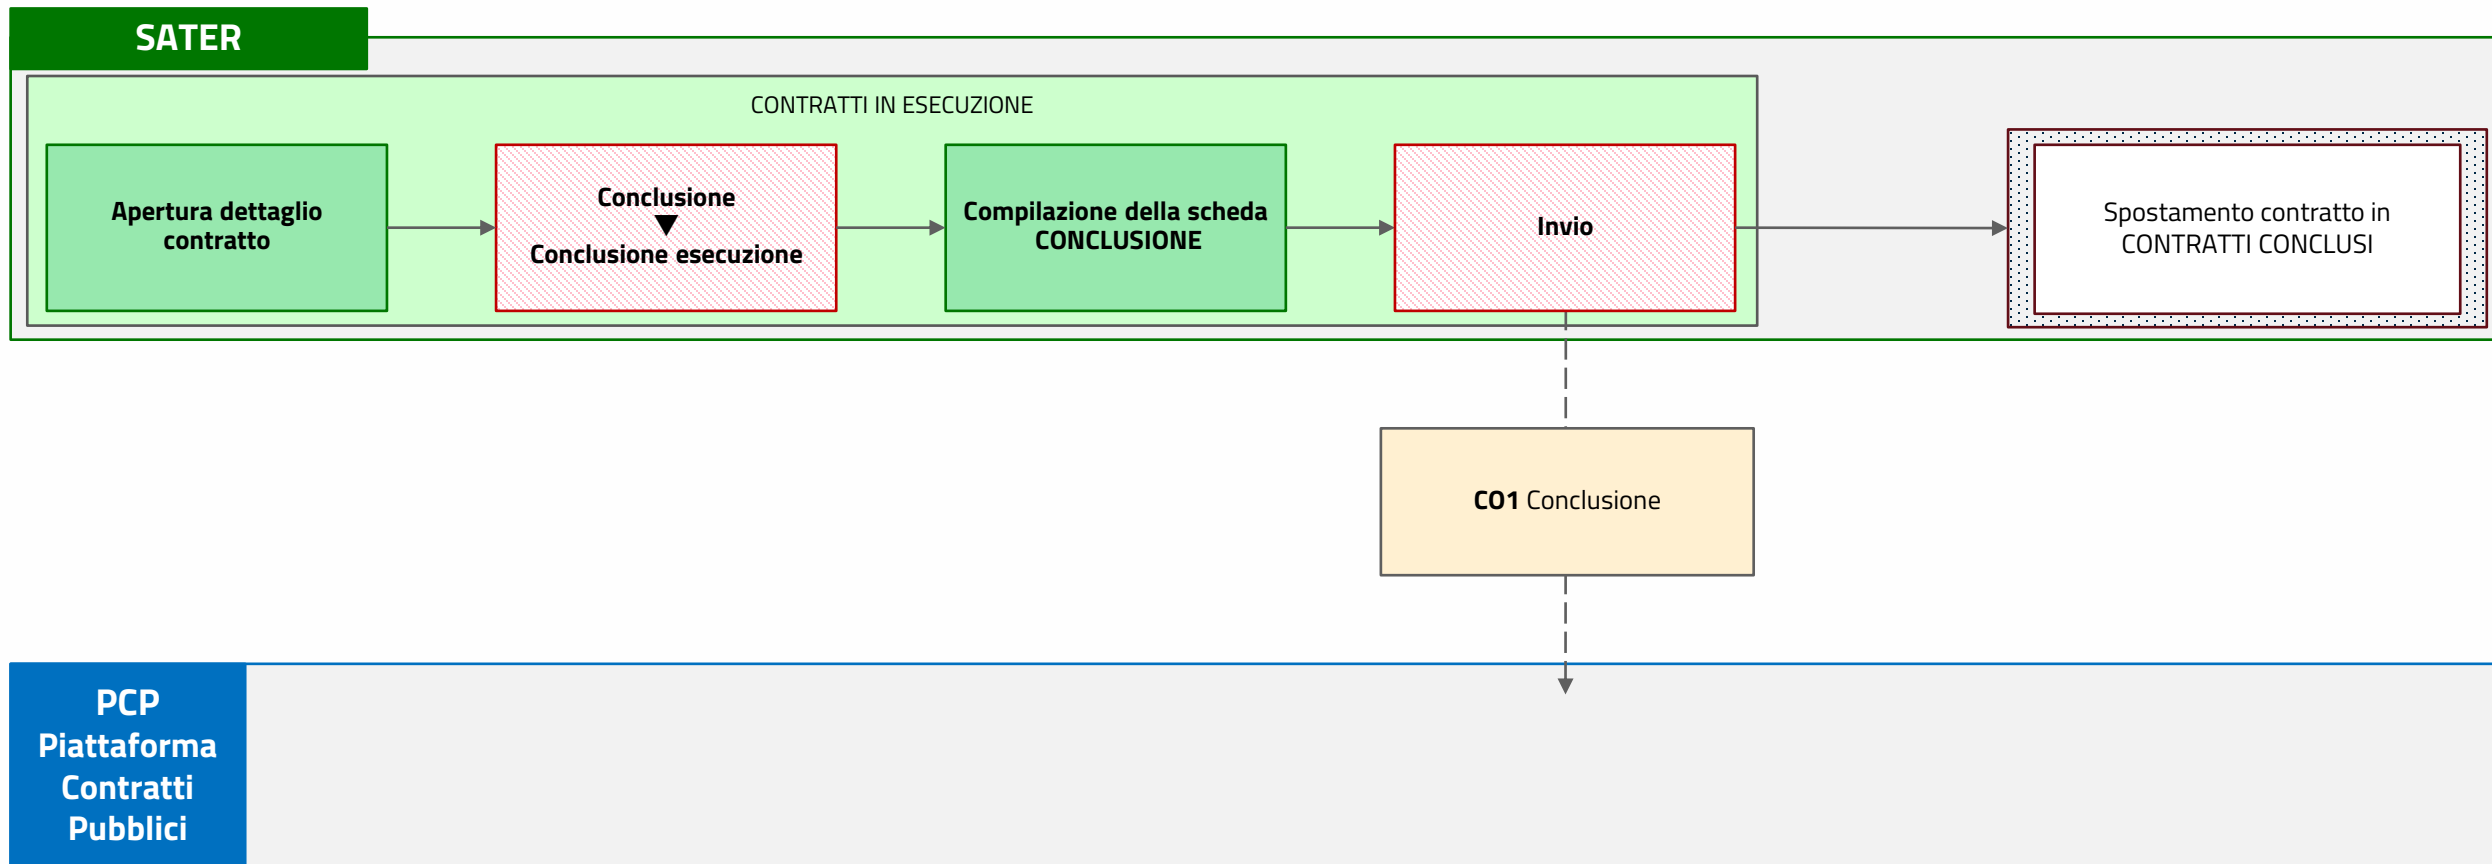 SATER
CONTRATTI IN ESECUZIONE
Apertura dettaglio
contratto
Conclusione
▼
Conclusione esecuzione
Compilazione della scheda
CONCLUSIONE
Invio
Spostamento contratto in
CONTRATTI CONCLUSI
CO1 Conclusione
PCP
Piattaforma
Contratti
Pubblici